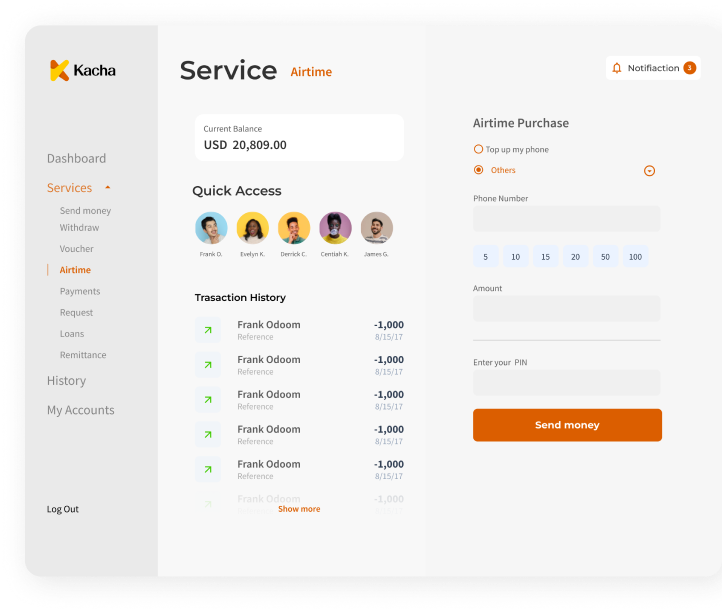 Kacha
Dashboard
Services
Send money
Withdraw
Voucher
Airtime
Payments
Request
Loans
Remittance
History
My Accounts
Log Out
Service Airtime
Current Balance
USD 20,809.00
Quick Access
Frank D. Evelyn K. Derrick C. Centiah K. James G.
Trasaction History
Frank Odoom -1,000
Reference 8/15/17
Frank Odoom -1,000
Reference 8/15/17
Frank Odoom -1,000
Reference 8/15/17
Frank Odoom -1,000
Reference 8/15/17
Frank Odoom -1,000
Reference 8/15/17
Frank Odoom -1,000
Show more
Notifiaction 3
Airtime Purchase
Top up my phone
Others
Phone Number
5 10 15 20 50 100
Amount
Enter your PIN
Send money